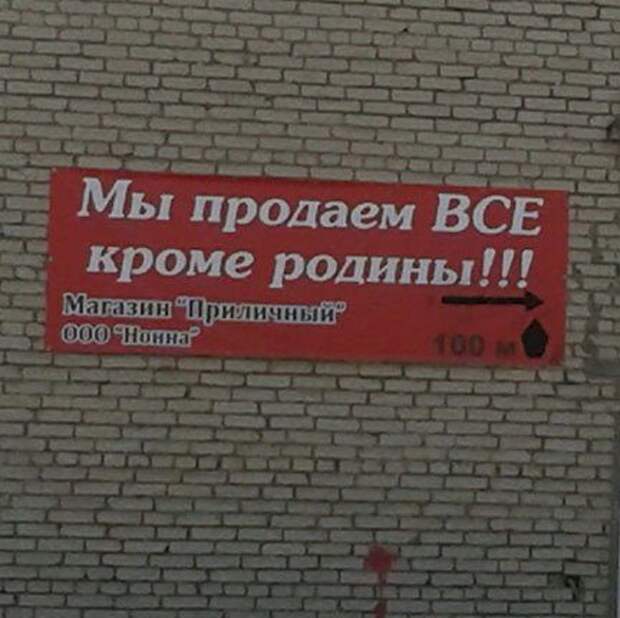 Мы продаем ВСЕ
кроме родины!!!
Магазин "Приличный"
ООО "Нонна"
100 м